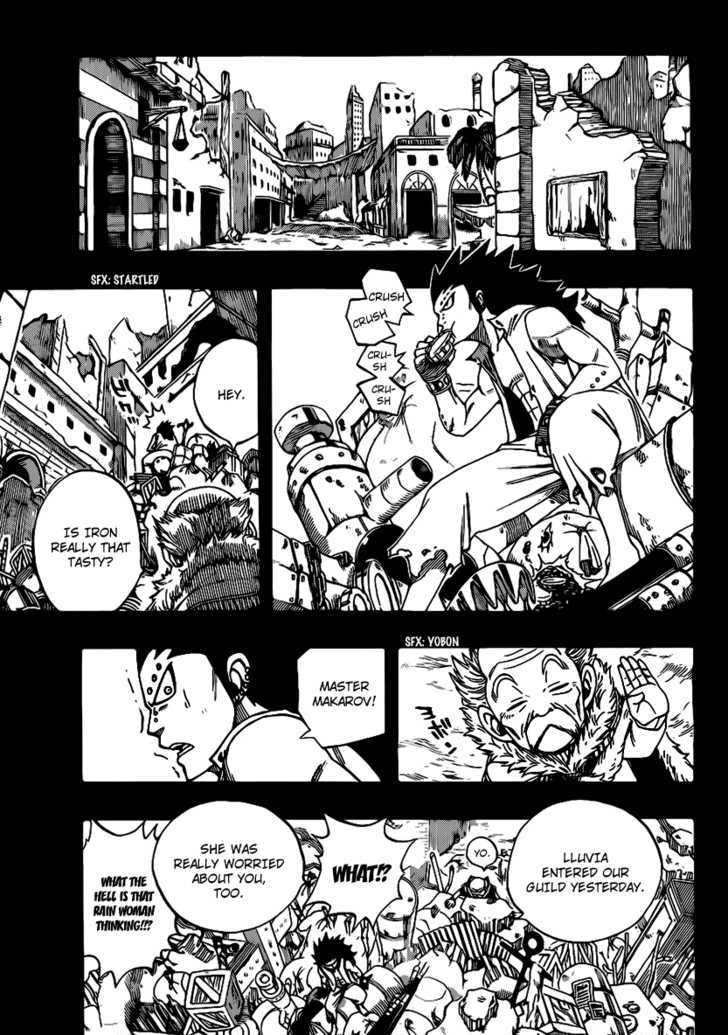 SFX: STARTLED
CRUSH
CRUSH
CRU-
SH
CRU-
SH
HEY.
IS IRON
REALLY THAT
TASTY?
SFX: YOBON
MASTER
MAKAROV!
LLUVIA
ENTERED OUR
GUILD YESTERDAY.
YO.
WHAT!?
SHE WAS
REALLY WORRIED
ABOUT YOU,
TOO.
WHAT THE
HELL IS THAT
RAIN WOMAN
THINKING!!?